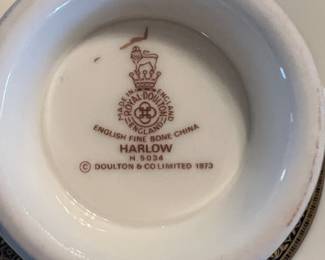 MADE IN ENGLAND
ROYAL DOULTON
ENGLAND
ENGLISH FINE BONE CHINA
HARLOW
H 5034
© DOULTON & CO LIMITED 1973